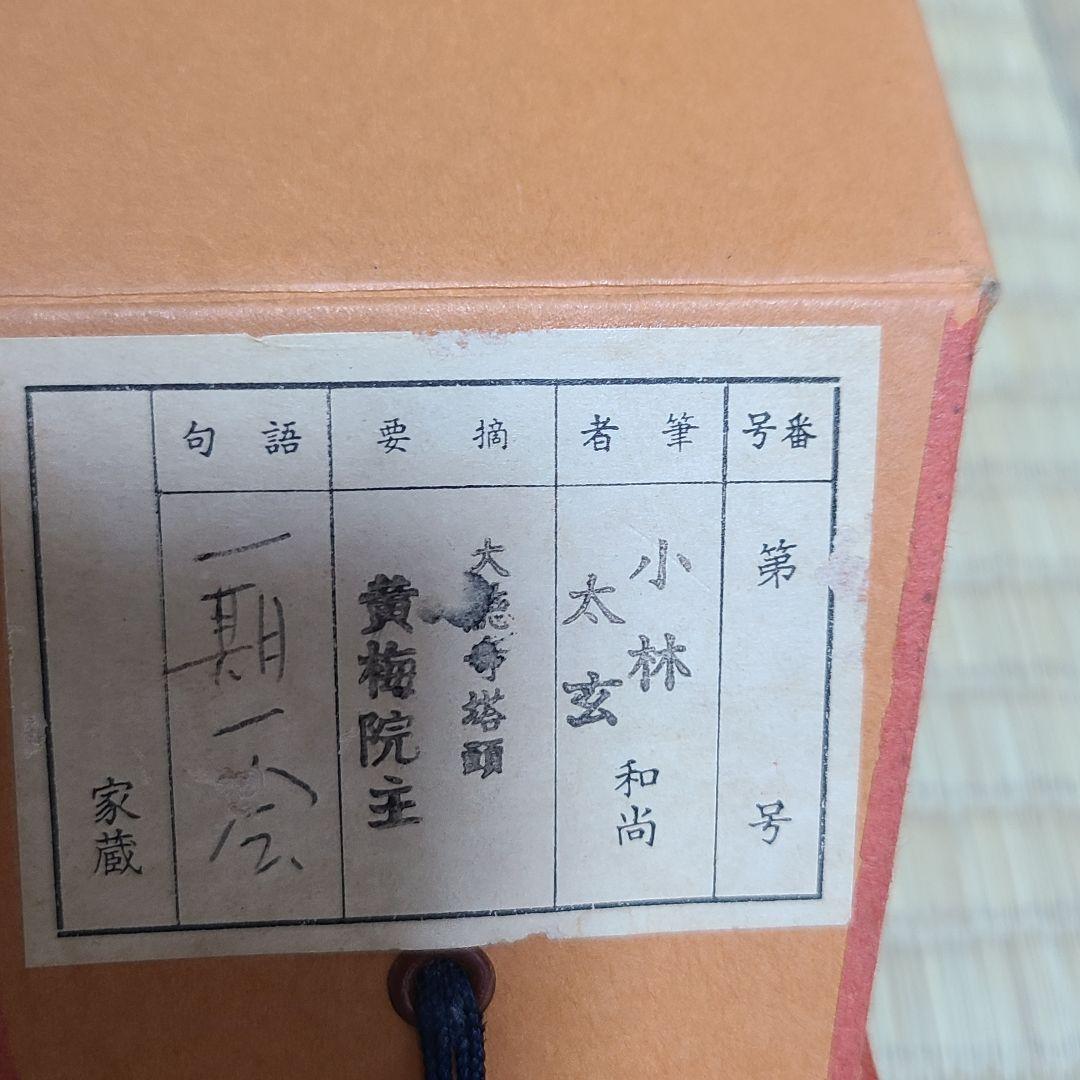 番号
第 号
筆者
小林
太玄
和尚
摘要
大徳寺塔頭
黄梅院主
語句
一期一会
家蔵